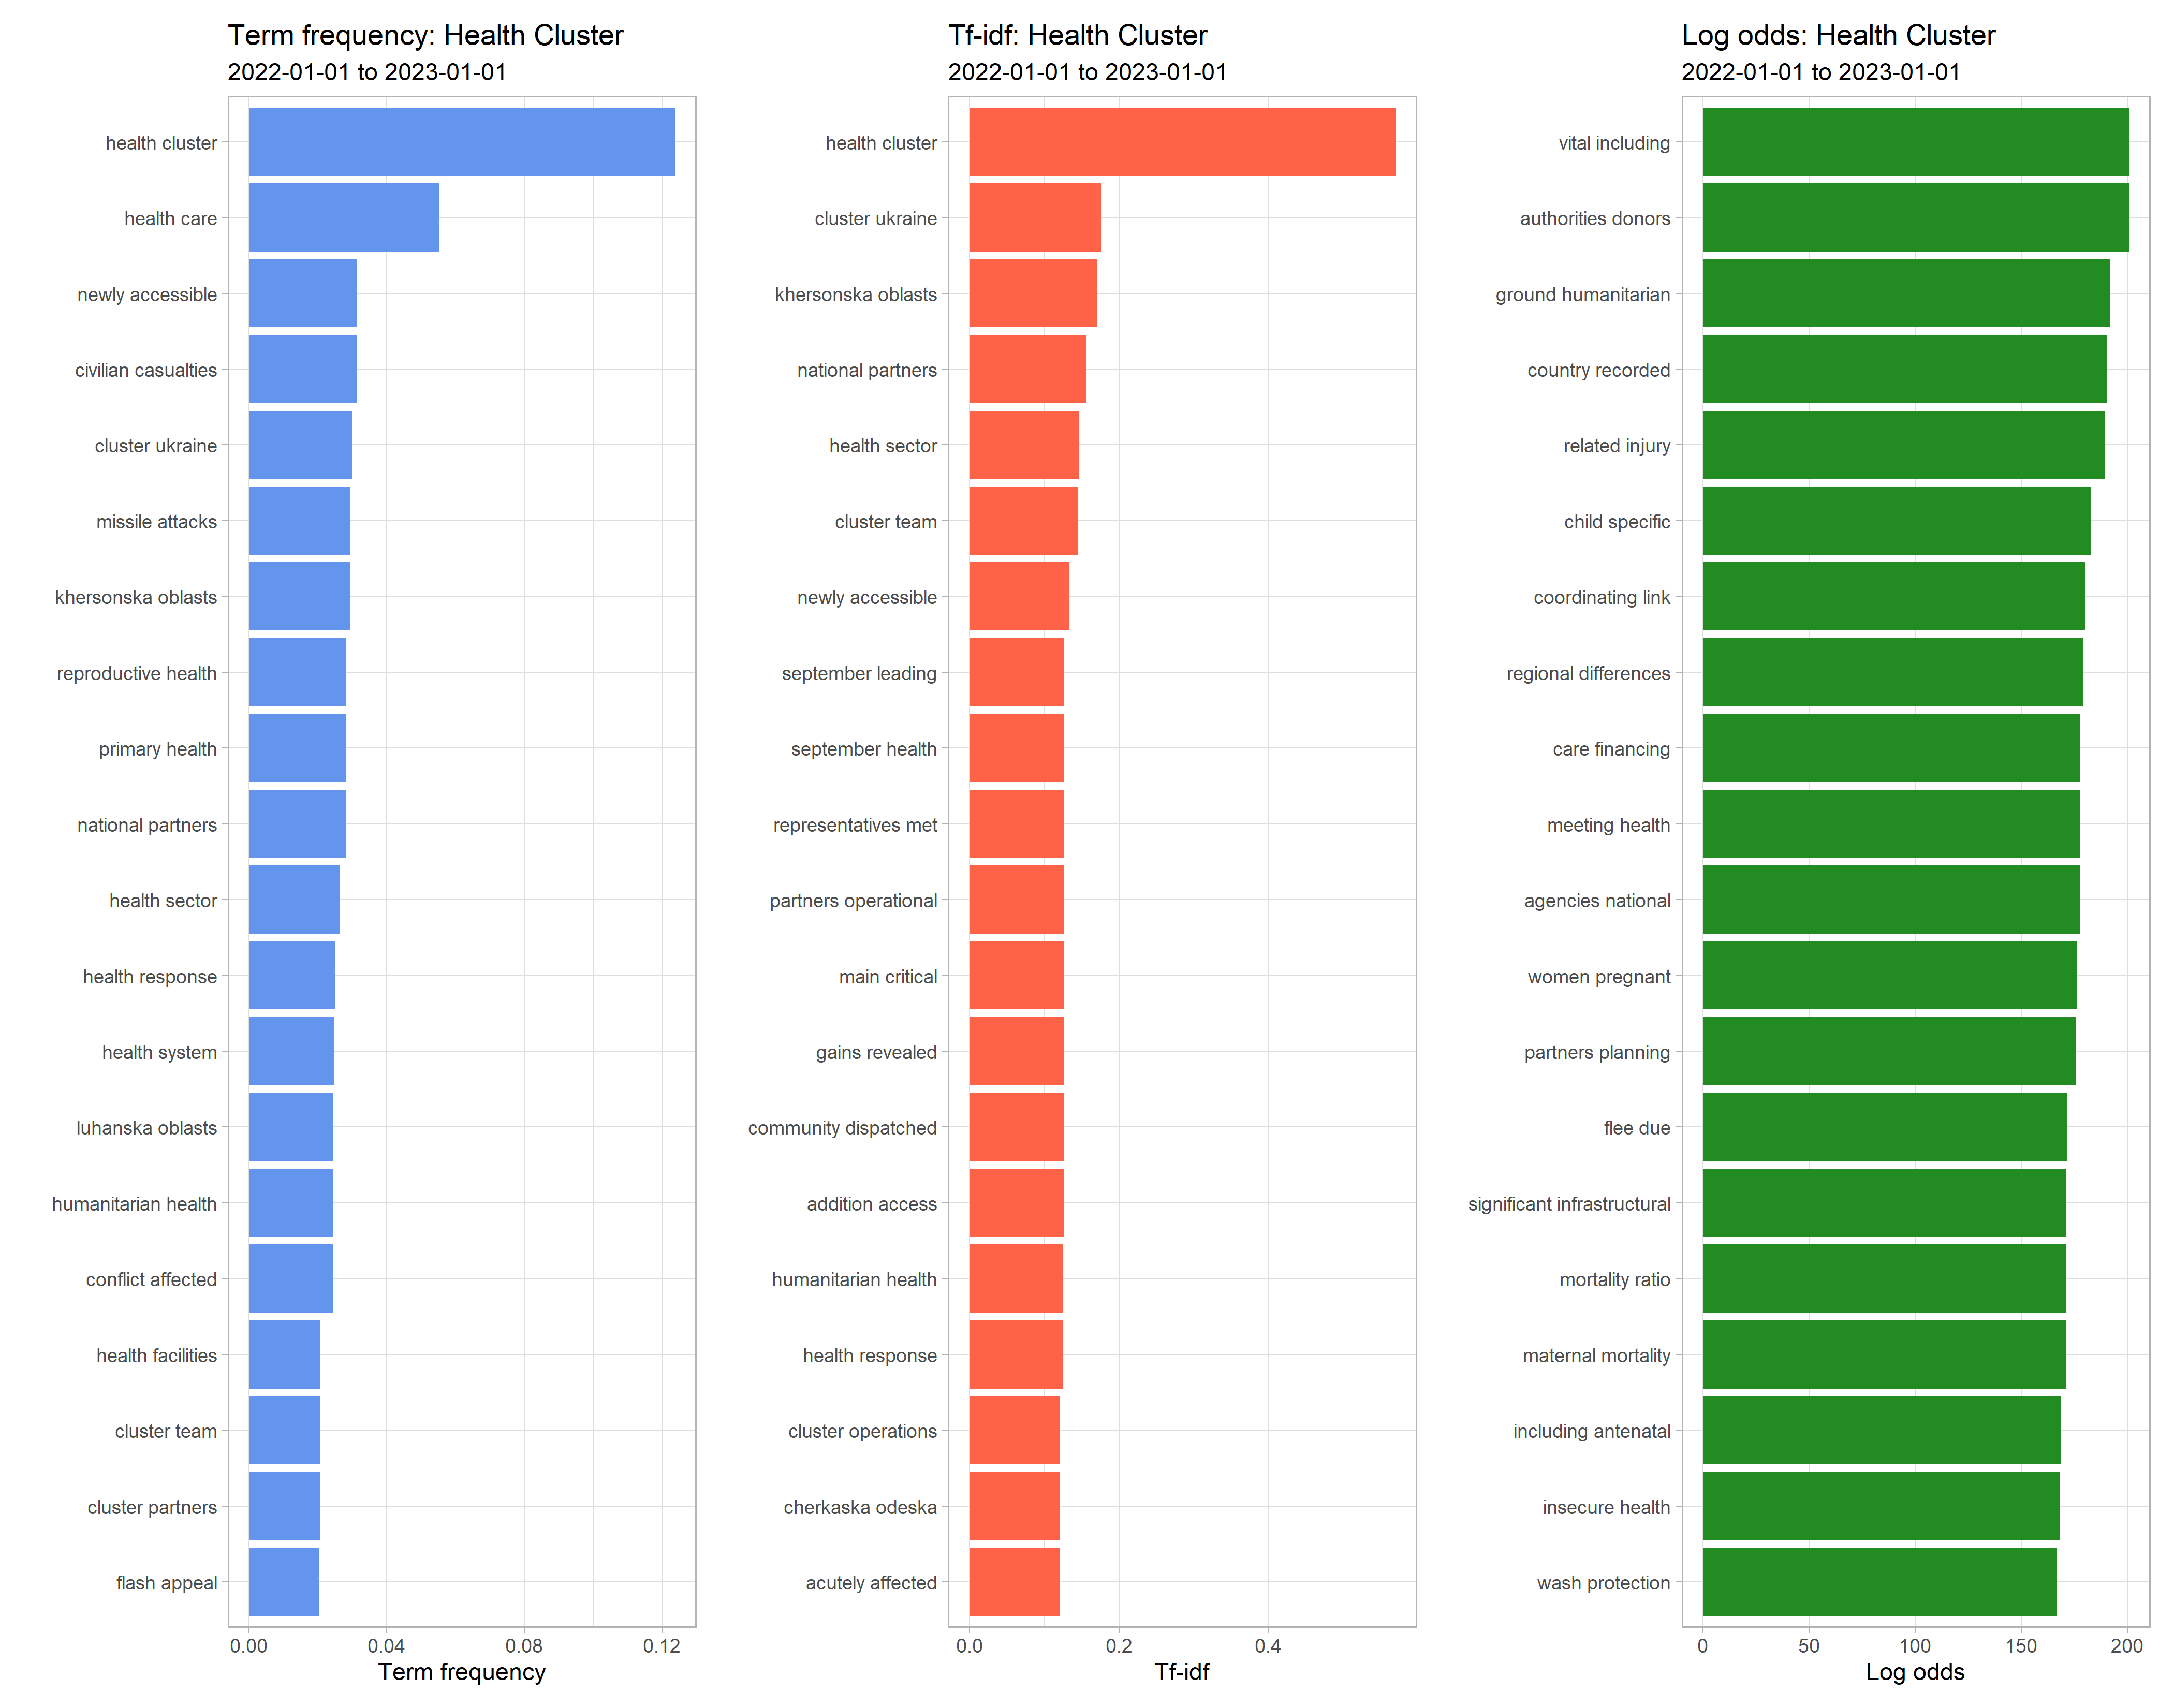 Term frequency: Health Cluster
2022-01-01 to 2023-01-01
health cluster
health care
newly accessible
civilian casualties
cluster ukraine
missile attacks
khersonska oblasts
reproductive health
primary health
national partners
health sector
health response
health system
luhanska oblasts
humanitarian health
conflict affected
health facilities
cluster team
cluster partners
flash appeal
0.00 0.04 0.08 0.12
Term frequency
Tf-idf: Health Cluster
2022-01-01 to 2023-01-01
health cluster
cluster ukraine
khersonska oblasts
national partners
health sector
cluster team
newly accessible
september leading
september health
representatives met
partners operational
main critical
gains revealed
community dispatched
addition access
humanitarian health
health response
cluster operations
cherkaska odeska
acutely affected
0.0 0.2 0.4
Tf-idf
Log odds: Health Cluster
2022-01-01 to 2023-01-01
vital including
authorities donors
ground humanitarian
country recorded
related injury
child specific
coordinating link
regional differences
care financing
meeting health
agencies national
women pregnant
partners planning
flee due
significant infrastructural
mortality ratio
maternal mortality
including antenatal
insecure health
wash protection
0 50 100 150 200
Log odds